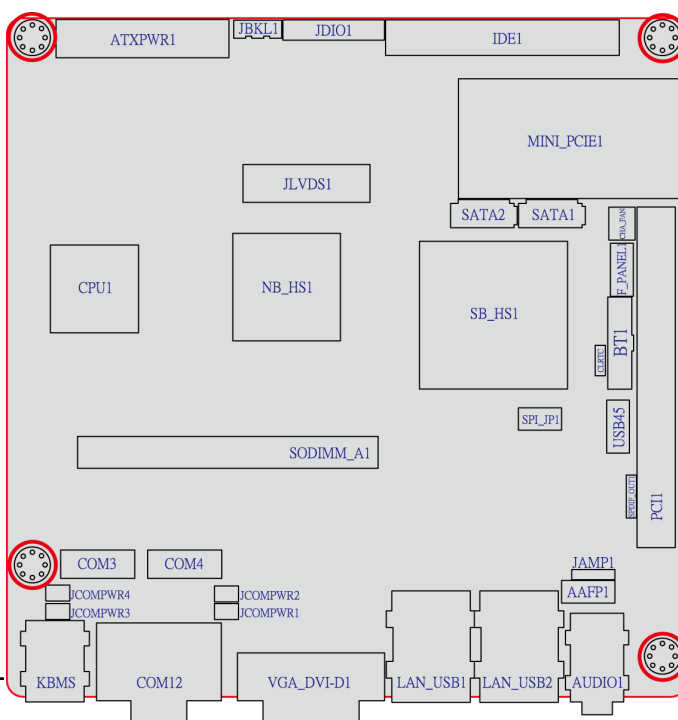 ATXPWR1
JBKL1
JDIO1
IDE1
MINI_PCIE1
JLVDS1
SATA2
SATA1
CHA_FAN
F_PANEL1
CPU1
NB_HS1
SB_HS1
BT1
CLRTC
SPI_JP1
USB45
SODIMM_A1
SPDIF_OUT1
PCI1
COM3
COM4
JAMP1
AAFP1
JCOMPWR4
JCOMPWR2
JCOMPWR3
JCOMPWR1
KBMS
COM12
VGA_DVI-D1
LAN_USB1
LAN_USB2
AUDIO1